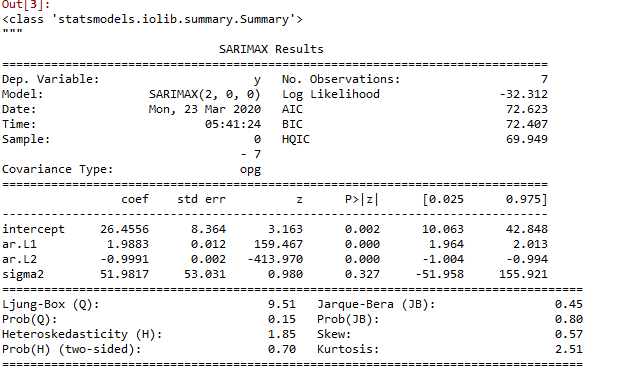 Out[3]:
<class 'statsmodels.iolib.summary.Summary'>
"""
                               SARIMAX Results
==============================================================================
Dep. Variable:                      y   No. Observations:                    7
Model:               SARIMAX(2, 0, 0)   Log Likelihood                 -32.312
Date:                Mon, 23 Mar 2020   AIC                             72.623
Time:                        05:41:24   BIC                             72.407
Sample:                             0   HQIC                            69.949
                                  - 7
Covariance Type:                  opg
==============================================================================
                 coef    std err          z      P>|z|      [0.025      0.975]
------------------------------------------------------------------------------
intercept     26.4556      8.364      3.163      0.002      10.063      42.848
ar.L1          1.9883      0.012    159.467      0.000       1.964       2.013
ar.L2         -0.9991      0.002   -413.970      0.000      -1.004      -0.994
sigma2        51.9817     53.031      0.980      0.327     -51.958     155.921
===================================================================================
Ljung-Box (Q):                        9.51   Jarque-Bera (JB):                 0.45
Prob(Q):                              0.15   Prob(JB):                         0.80
Heteroskedasticity (H):               1.85   Skew:                             0.57
Prob(H) (two-sided):                  0.70   Kurtosis:                         2.51
===================================================================================